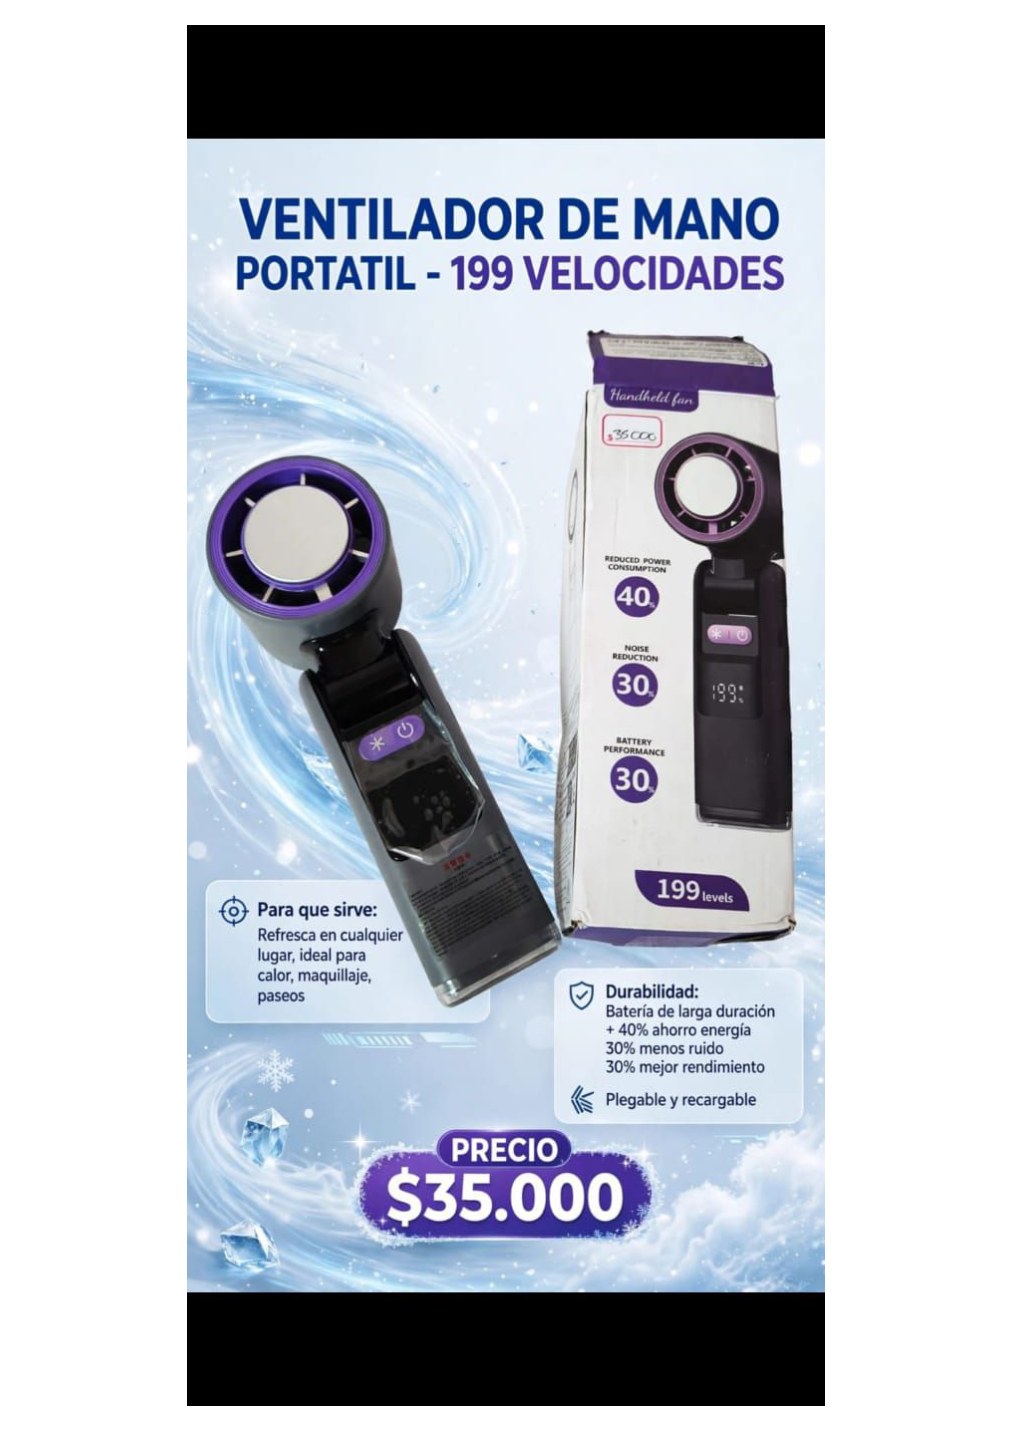 VENTILADOR DE MANO
PORTATIL - 199 VELOCIDADES
Handheld fan
$35000
REDUCED POWER
CONSUMPTION
40%
NOISE
REDUCTION
30%
199%
BATTERY
PERFORMANCE
30%
199 levels
Para que sirve:
Refresca en cualquier
lugar, ideal para
calor, maquillaje,
paseos
Durabilidad:
Batería de larga duración
+ 40% ahorro energía
30% menos ruido
30% mejor rendimiento
Plegable y recargable
PRECIO
$35.000